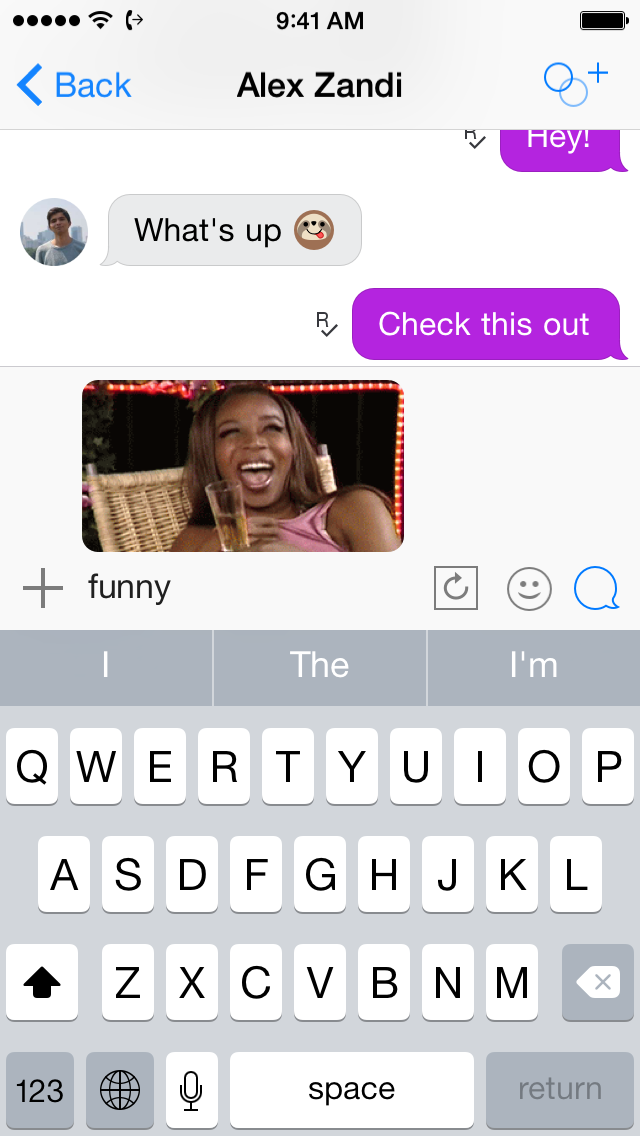 9:41 AM
Back
Alex Zandi
R
Hey!
What's up
R
Check this out
funny
I
The
I'm
Q W E R T Y U I O P
A S D F G H J K L
Z X C V B N M
123
space
return